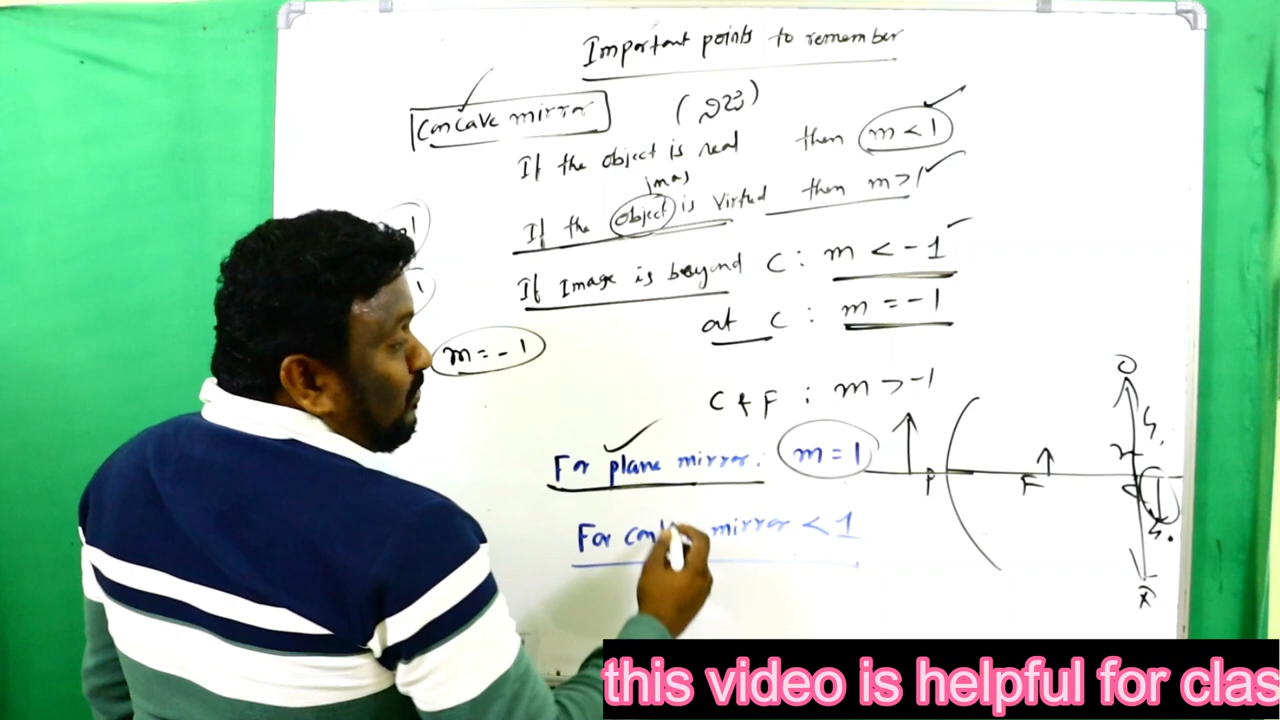 Important points to remember
Concave mirror
If the object is real then m < 1
imag
If the object is virtual then m > 1
If Image is beyond C : m < - 1
at C : m = - 1
m = - 1
C & F : m > - 1
For plane mirror : m = 1
For mirror < 1
O
P
F
this video is helpful for clas